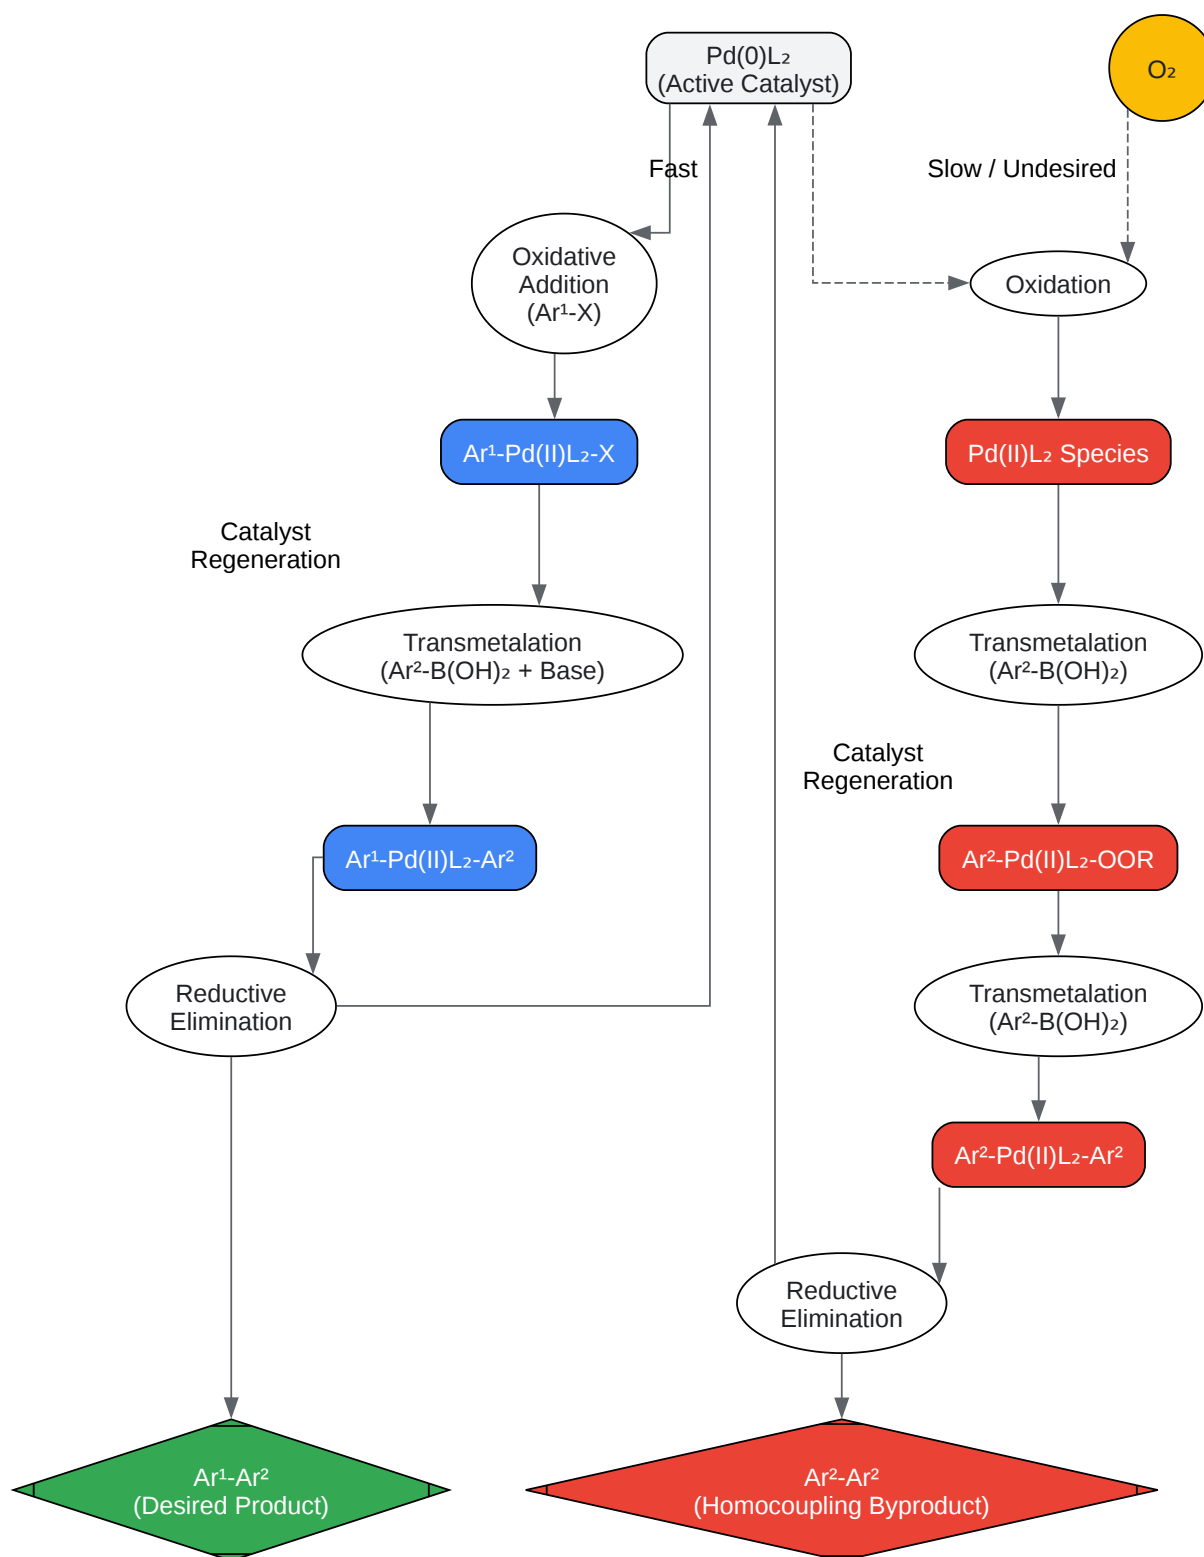 Pd(0)L₂
(Active Catalyst)
O₂
Fast
Slow / Undesired
Oxidative
Addition
(Ar¹-X)
Oxidation
Ar¹-Pd(II)L₂-X
Pd(II)L₂ Species
Catalyst
Regeneration
Transmetalation
(Ar²-B(OH)₂ + Base)
Transmetalation
(Ar²-B(OH)₂)
Catalyst
Regeneration
Ar¹-Pd(II)L₂-Ar²
Ar²-Pd(II)L₂-OOR
Reductive
Elimination
Transmetalation
(Ar²-B(OH)₂)
Ar²-Pd(II)L₂-Ar²
Reductive
Elimination
Ar¹-Ar²
(Desired Product)
Ar²-Ar²
(Homocoupling Byproduct)